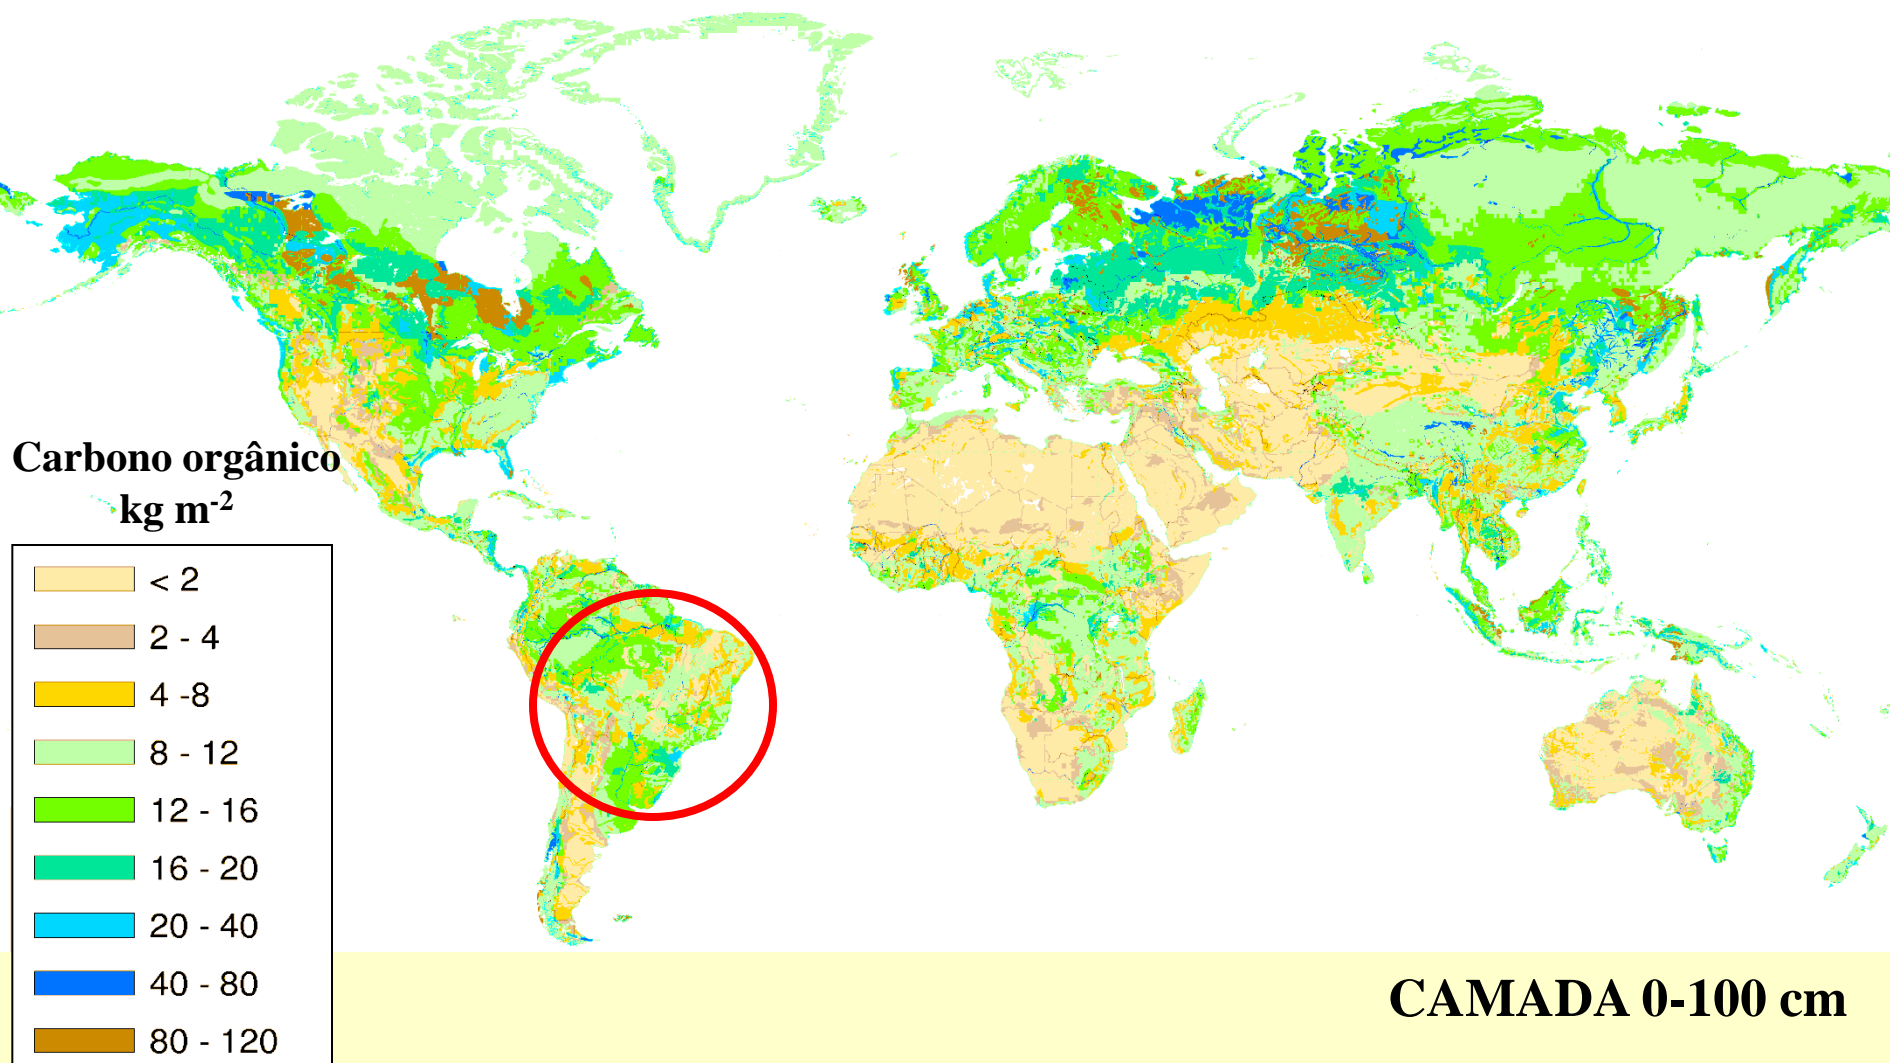 Carbono orgânico
kg m-2
< 2
2 - 4
4 -8
8 - 12
12 - 16
16 - 20
20 - 40
40 - 80
80 - 120
CAMADA 0-100 cm